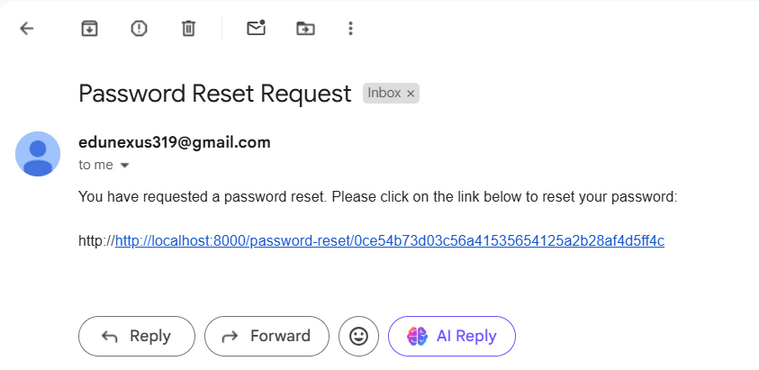 Password Reset Request Inbox ×
edunexus319@gmail.com
to me
You have requested a password reset. Please click on the link below to reset your password:
http://http://localhost:8000/password-reset/0ce54b73d03c56a41535654125a2b28af4d5ff4c
Reply Forward AI Reply